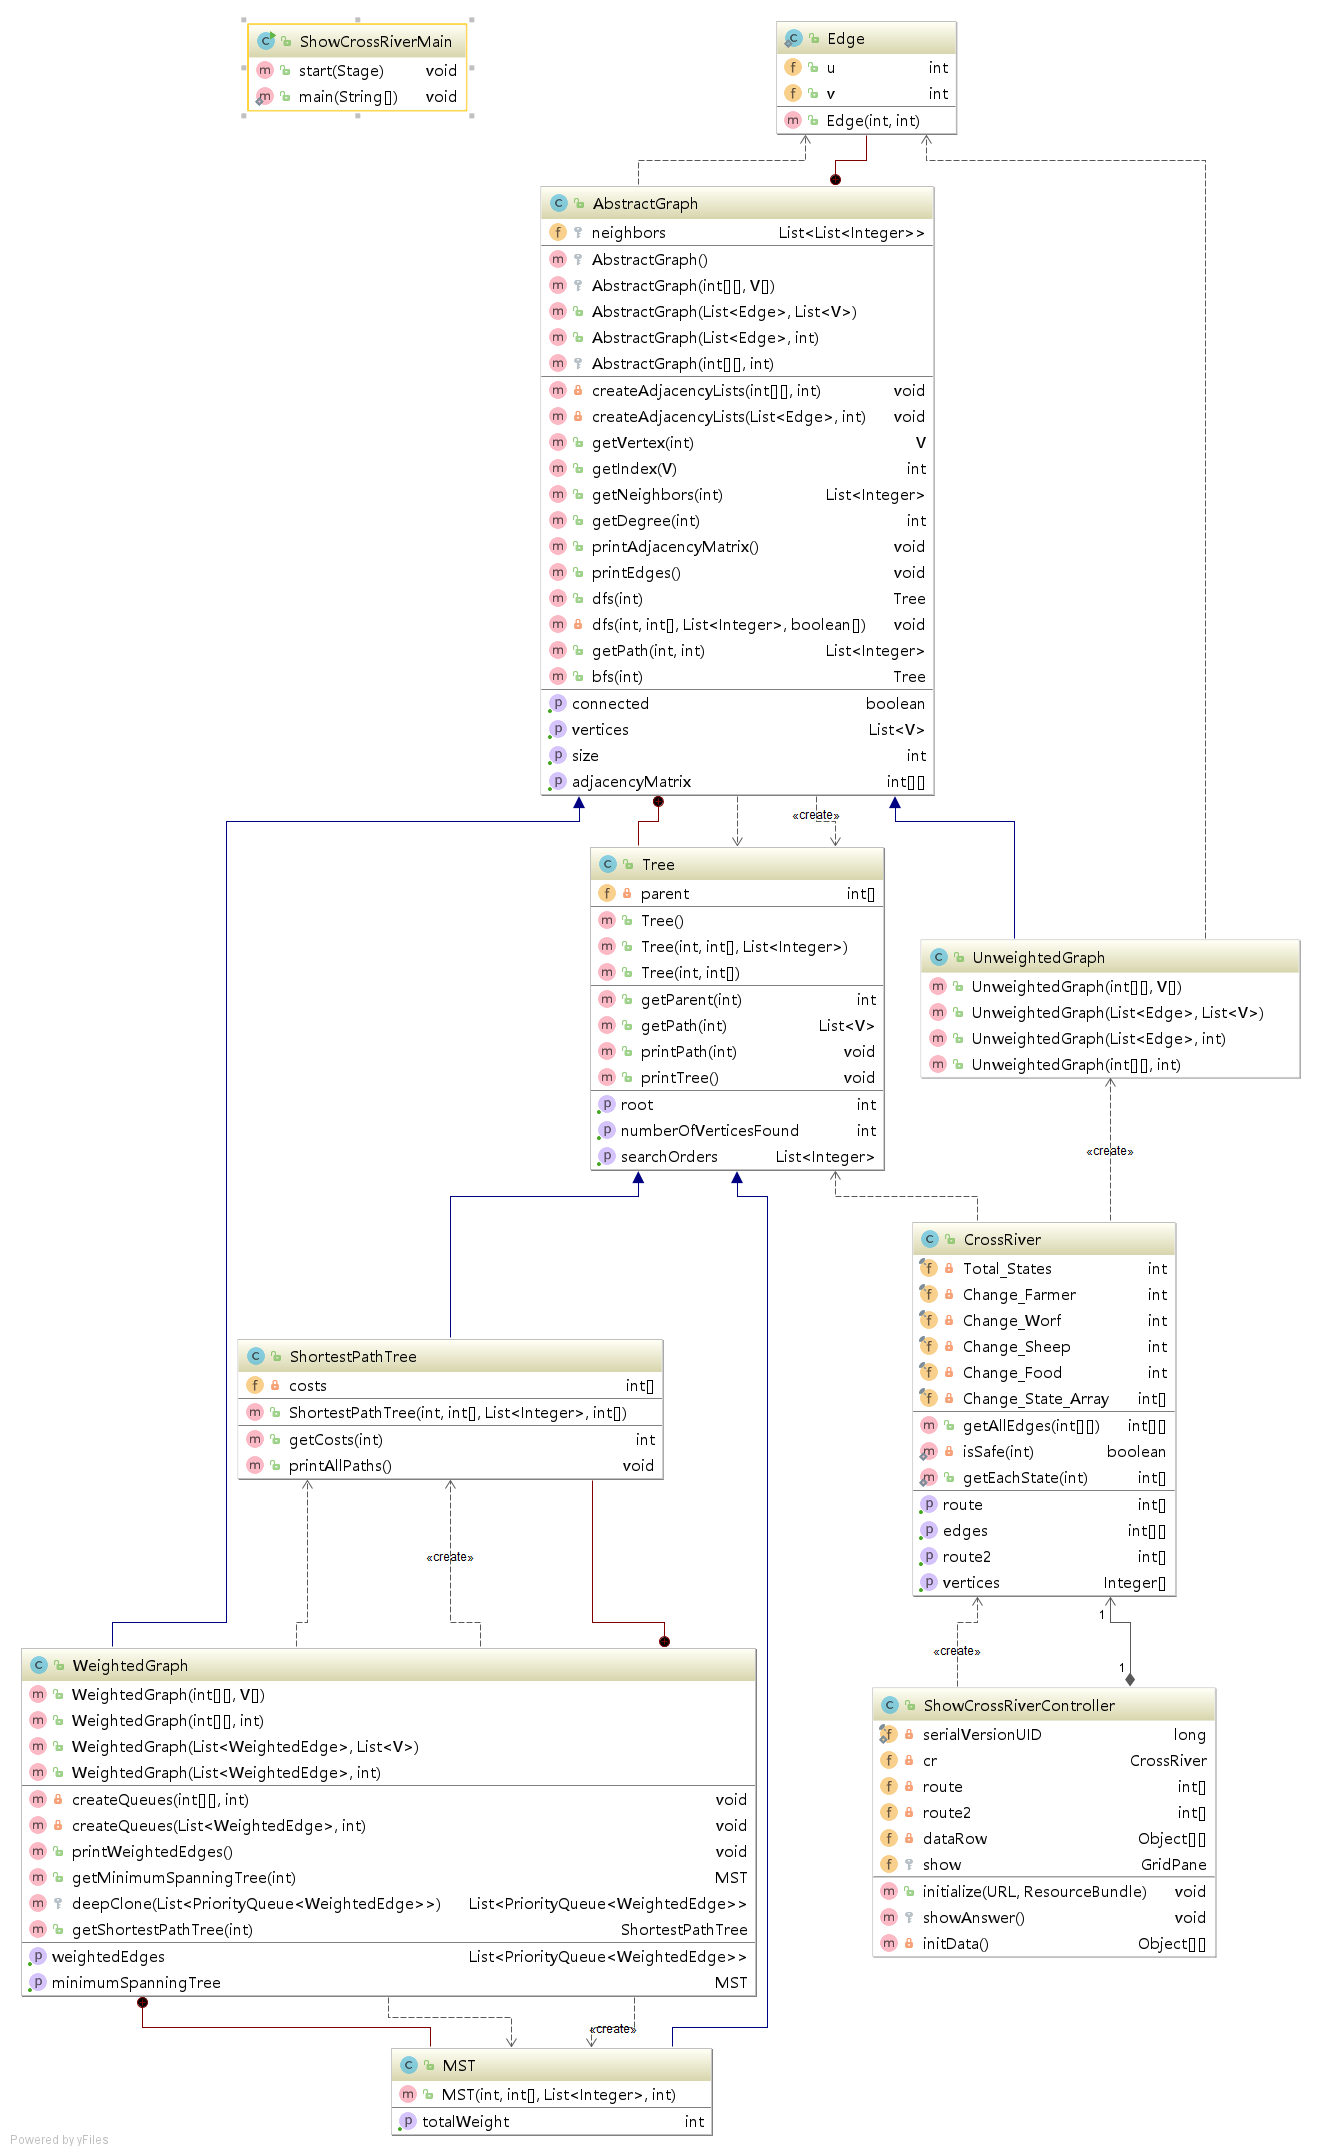 ShowCrossRiverMain
start(Stage) void
main(String[]) void
Edge
u int
v int
Edge(int, int)
AbstractGraph
neighbors List<List<Integer>>
AbstractGraph()
AbstractGraph(int[][], V[])
AbstractGraph(List<Edge>, List<V>)
AbstractGraph(List<Edge>, int)
AbstractGraph(int[][], int)
createAdjacencyLists(int[][], int) void
createAdjacencyLists(List<Edge>, int) void
getVertex(int) V
getIndex(V) int
getNeighbors(int) List<Integer>
getDegree(int) int
printAdjacencyMatrix() void
printEdges() void
dfs(int) Tree
dfs(int, int[], List<Integer>, boolean[]) void
getPath(int, int) List<Integer>
bfs(int) Tree
connected boolean
vertices List<V>
size int
adjacencyMatrix int[][]
«create»
Tree
parent int[]
Tree()
Tree(int, int[], List<Integer>)
Tree(int, int[])
getParent(int) int
getPath(int) List<V>
printPath(int) void
printTree() void
root int
numberOfVerticesFound int
searchOrders List<Integer>
UnweightedGraph
UnweightedGraph(int[][], V[])
UnweightedGraph(List<Edge>, List<V>)
UnweightedGraph(List<Edge>, int)
UnweightedGraph(int[][], int)
«create»
CrossRiver
Total_States int
Change_Farmer int
Change_Worf int
Change_Sheep int
Change_Food int
Change_State_Array int[]
getAllEdges(int[][]) int[][]
isSafe(int) boolean
getEachState(int) int[]
route int[]
edges int[][]
route2 int[]
vertices Integer[]
ShortestPathTree
costs int[]
ShortestPathTree(int, int[], List<Integer>, int[])
getCosts(int) int
printAllPaths() void
«create»
1
«create»
1
WeightedGraph
WeightedGraph(int[][], V[])
WeightedGraph(int[][], int)
WeightedGraph(List<WeightedEdge>, List<V>)
WeightedGraph(List<WeightedEdge>, int)
createQueues(int[][], int) void
createQueues(List<WeightedEdge>, int) void
printWeightedEdges() void
getMinimumSpanningTree(int) MST
deepClone(List<PriorityQueue<WeightedEdge>>) List<PriorityQueue<WeightedEdge>>
getShortestPathTree(int) ShortestPathTree
weightedEdges List<PriorityQueue<WeightedEdge>>
minimumSpanningTree MST
ShowCrossRiverController
serialVersionUID long
cr CrossRiver
route int[]
route2 int[]
dataRow Object[][]
show GridPane
initialize(URL, ResourceBundle) void
showAnswer() void
initData() Object[][]
«create»
MST
MST(int, int[], List<Integer>, int)
totalWeight int
Powered by yFiles